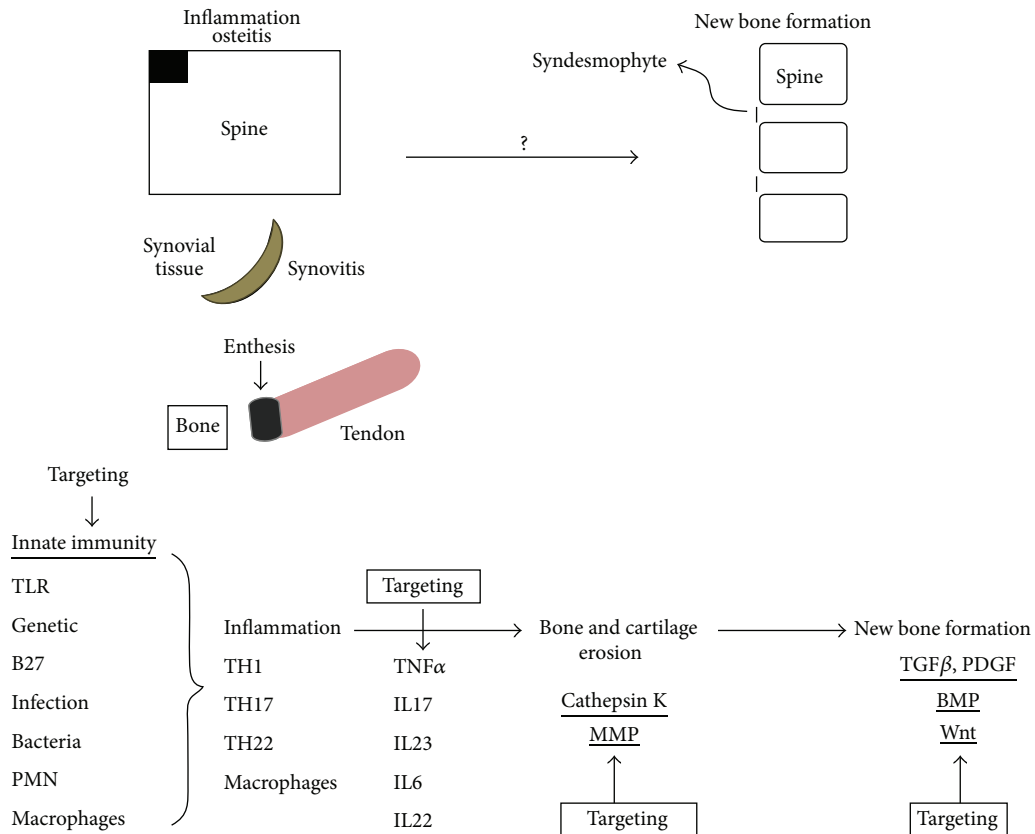 Inflammation
osteitis
New bone formation
Syndesmophyte
Spine
Spine
?
Synovial
tissue
Synovitis
Enthesis
Bone
Tendon
Targeting
Innate immunity
TLR
Genetic
B27
Infection
Bacteria
PMN
Macrophages
Inflammation
TH1
TH17
TH22
Macrophages
Targeting
TNFα
IL17
IL23
IL6
IL22
Bone and cartilage
erosion
Cathepsin K
MMP
Targeting
New bone formation
TGFβ, PDGF
BMP
Wnt
Targeting